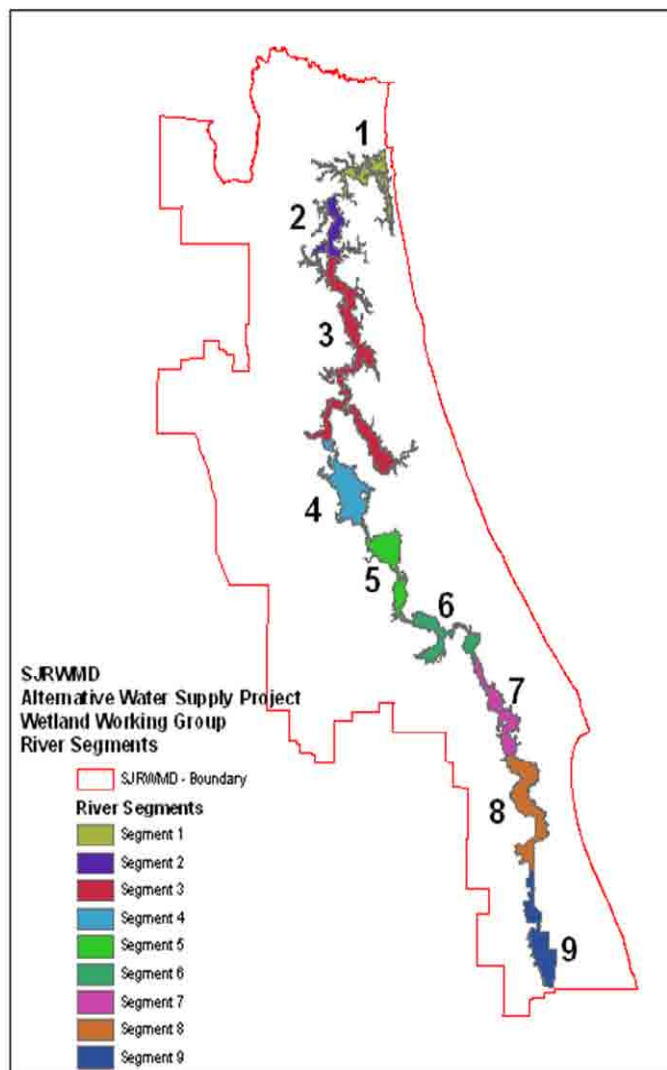 1
2
3
4
5
6
7
8
9
SJRWMD
Alternative Water Supply Project
Wetland Working Group
River Segments
SJRWMD - Boundary
River Segments
Segment 1
Segment 2
Segment 3
Segment 4
Segment 5
Segment 6
Segment 7
Segment 8
Segment 9